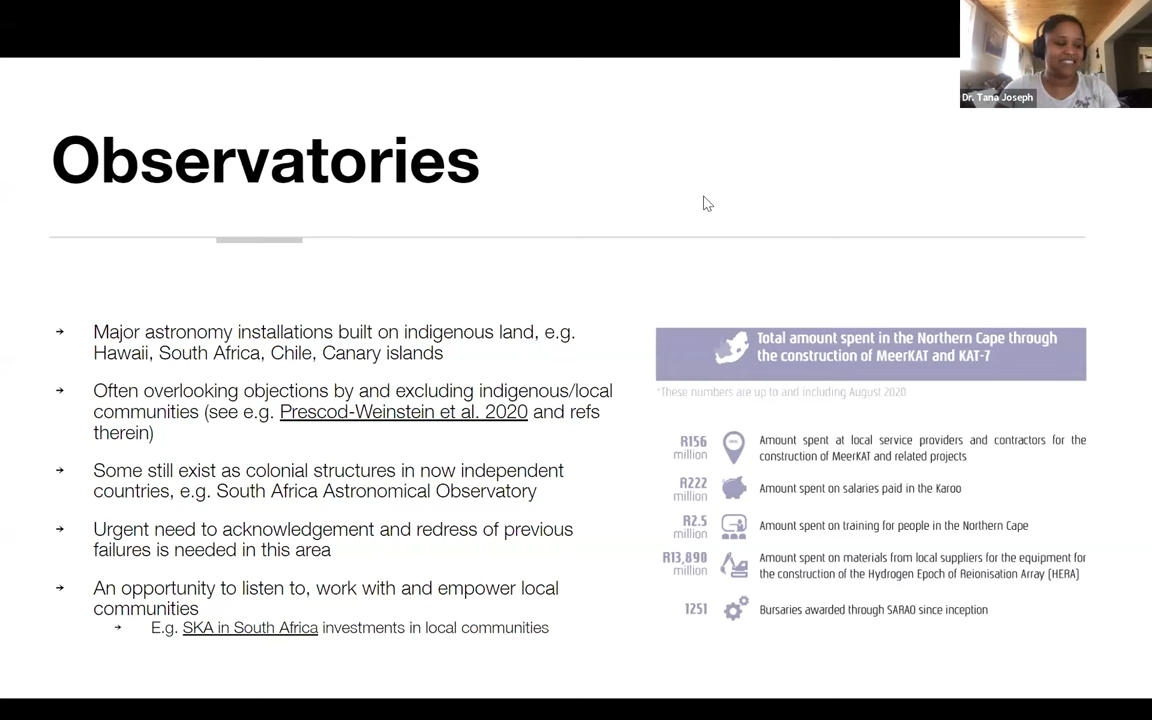 Dr. Tana Joseph
Observatories
→ Major astronomy installations built on indigenous land, e.g.
Hawaii, South Africa, Chile, Canary islands
→ Often overlooking objections by and excluding indigenous/local
communities (see e.g. Prescod-Weinstein et al. 2020 and refs
therein)
→ Some still exist as colonial structures in now independent
countries, e.g. South Africa Astronomical Observatory
→ Urgent need to acknowledgement and redress of previous
failures is needed in this area
→ An opportunity to listen to, work with and empower local
communities
→ E.g. SKA in South Africa investments in local communities
Total amount spent in the Northern Cape through
the construction of MeerKAT and KAT-7
*These numbers are up to and including August 2020
R156
million
Amount spent at local service providers and contractors for the
construction of MeerKAT and related projects
R222
million
Amount spent on salaries paid in the Karoo
R2.5
million
Amount spent on training for people in the Northern Cape
R13,890
million
Amount spent on materials from local suppliers for the equipment for
the construction of the Hydrogen Epoch of Reionisation Array (HERA)
1251
Bursaries awarded through SARAO since inception